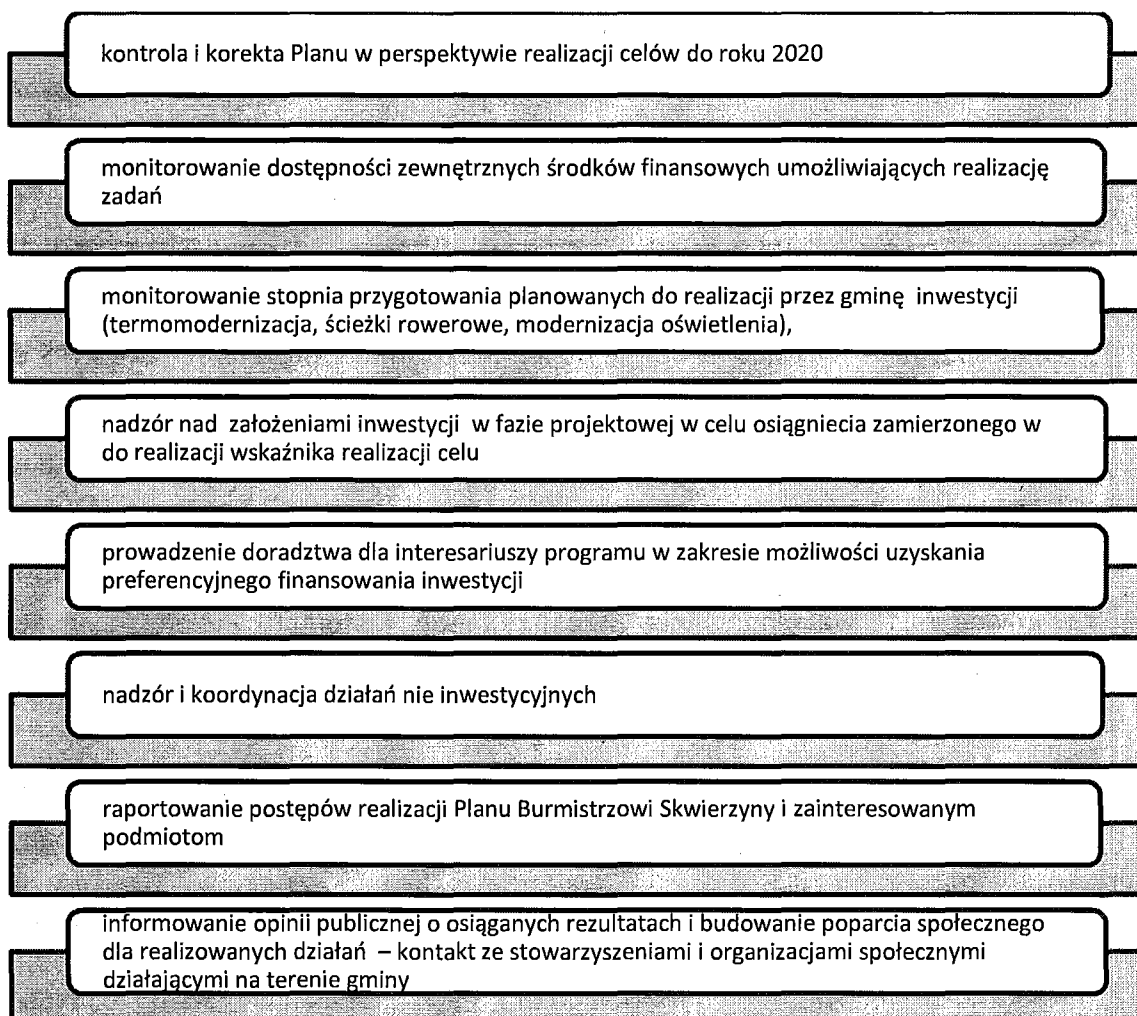 kontrola i korekta Planu w perspektywie realizacji celów do roku 2020
monitorowanie dostępności zewnętrznych środków finansowych umożliwiających realizację
zadań
monitorowanie stopnia przygotowania planowanych do realizacji przez gminę inwestycji
(termomodernizacja, ścieżki rowerowe, modernizacja oświetlenia),
nadzór nad założeniami inwestycji w fazie projektowej w celu osiągniecia zamierzonego w
do realizacji wskaźnika realizacji celu
prowadzenie doradztwa dla interesariuszy programu w zakresie możliwości uzyskania
preferencyjnego finansowania inwestycji
nadzór i koordynacja działań nie inwestycyjnych
raportowanie postępów realizacji Planu Burmistrzowi Skwierzyny i zainteresowanym
podmiotom
informowanie opinii publicznej o osiąganych rezultatach i budowanie poparcia społecznego
dla realizowanych działań – kontakt ze stowarzyszeniami i organizacjami społecznymi
działającymi na terenie gminy